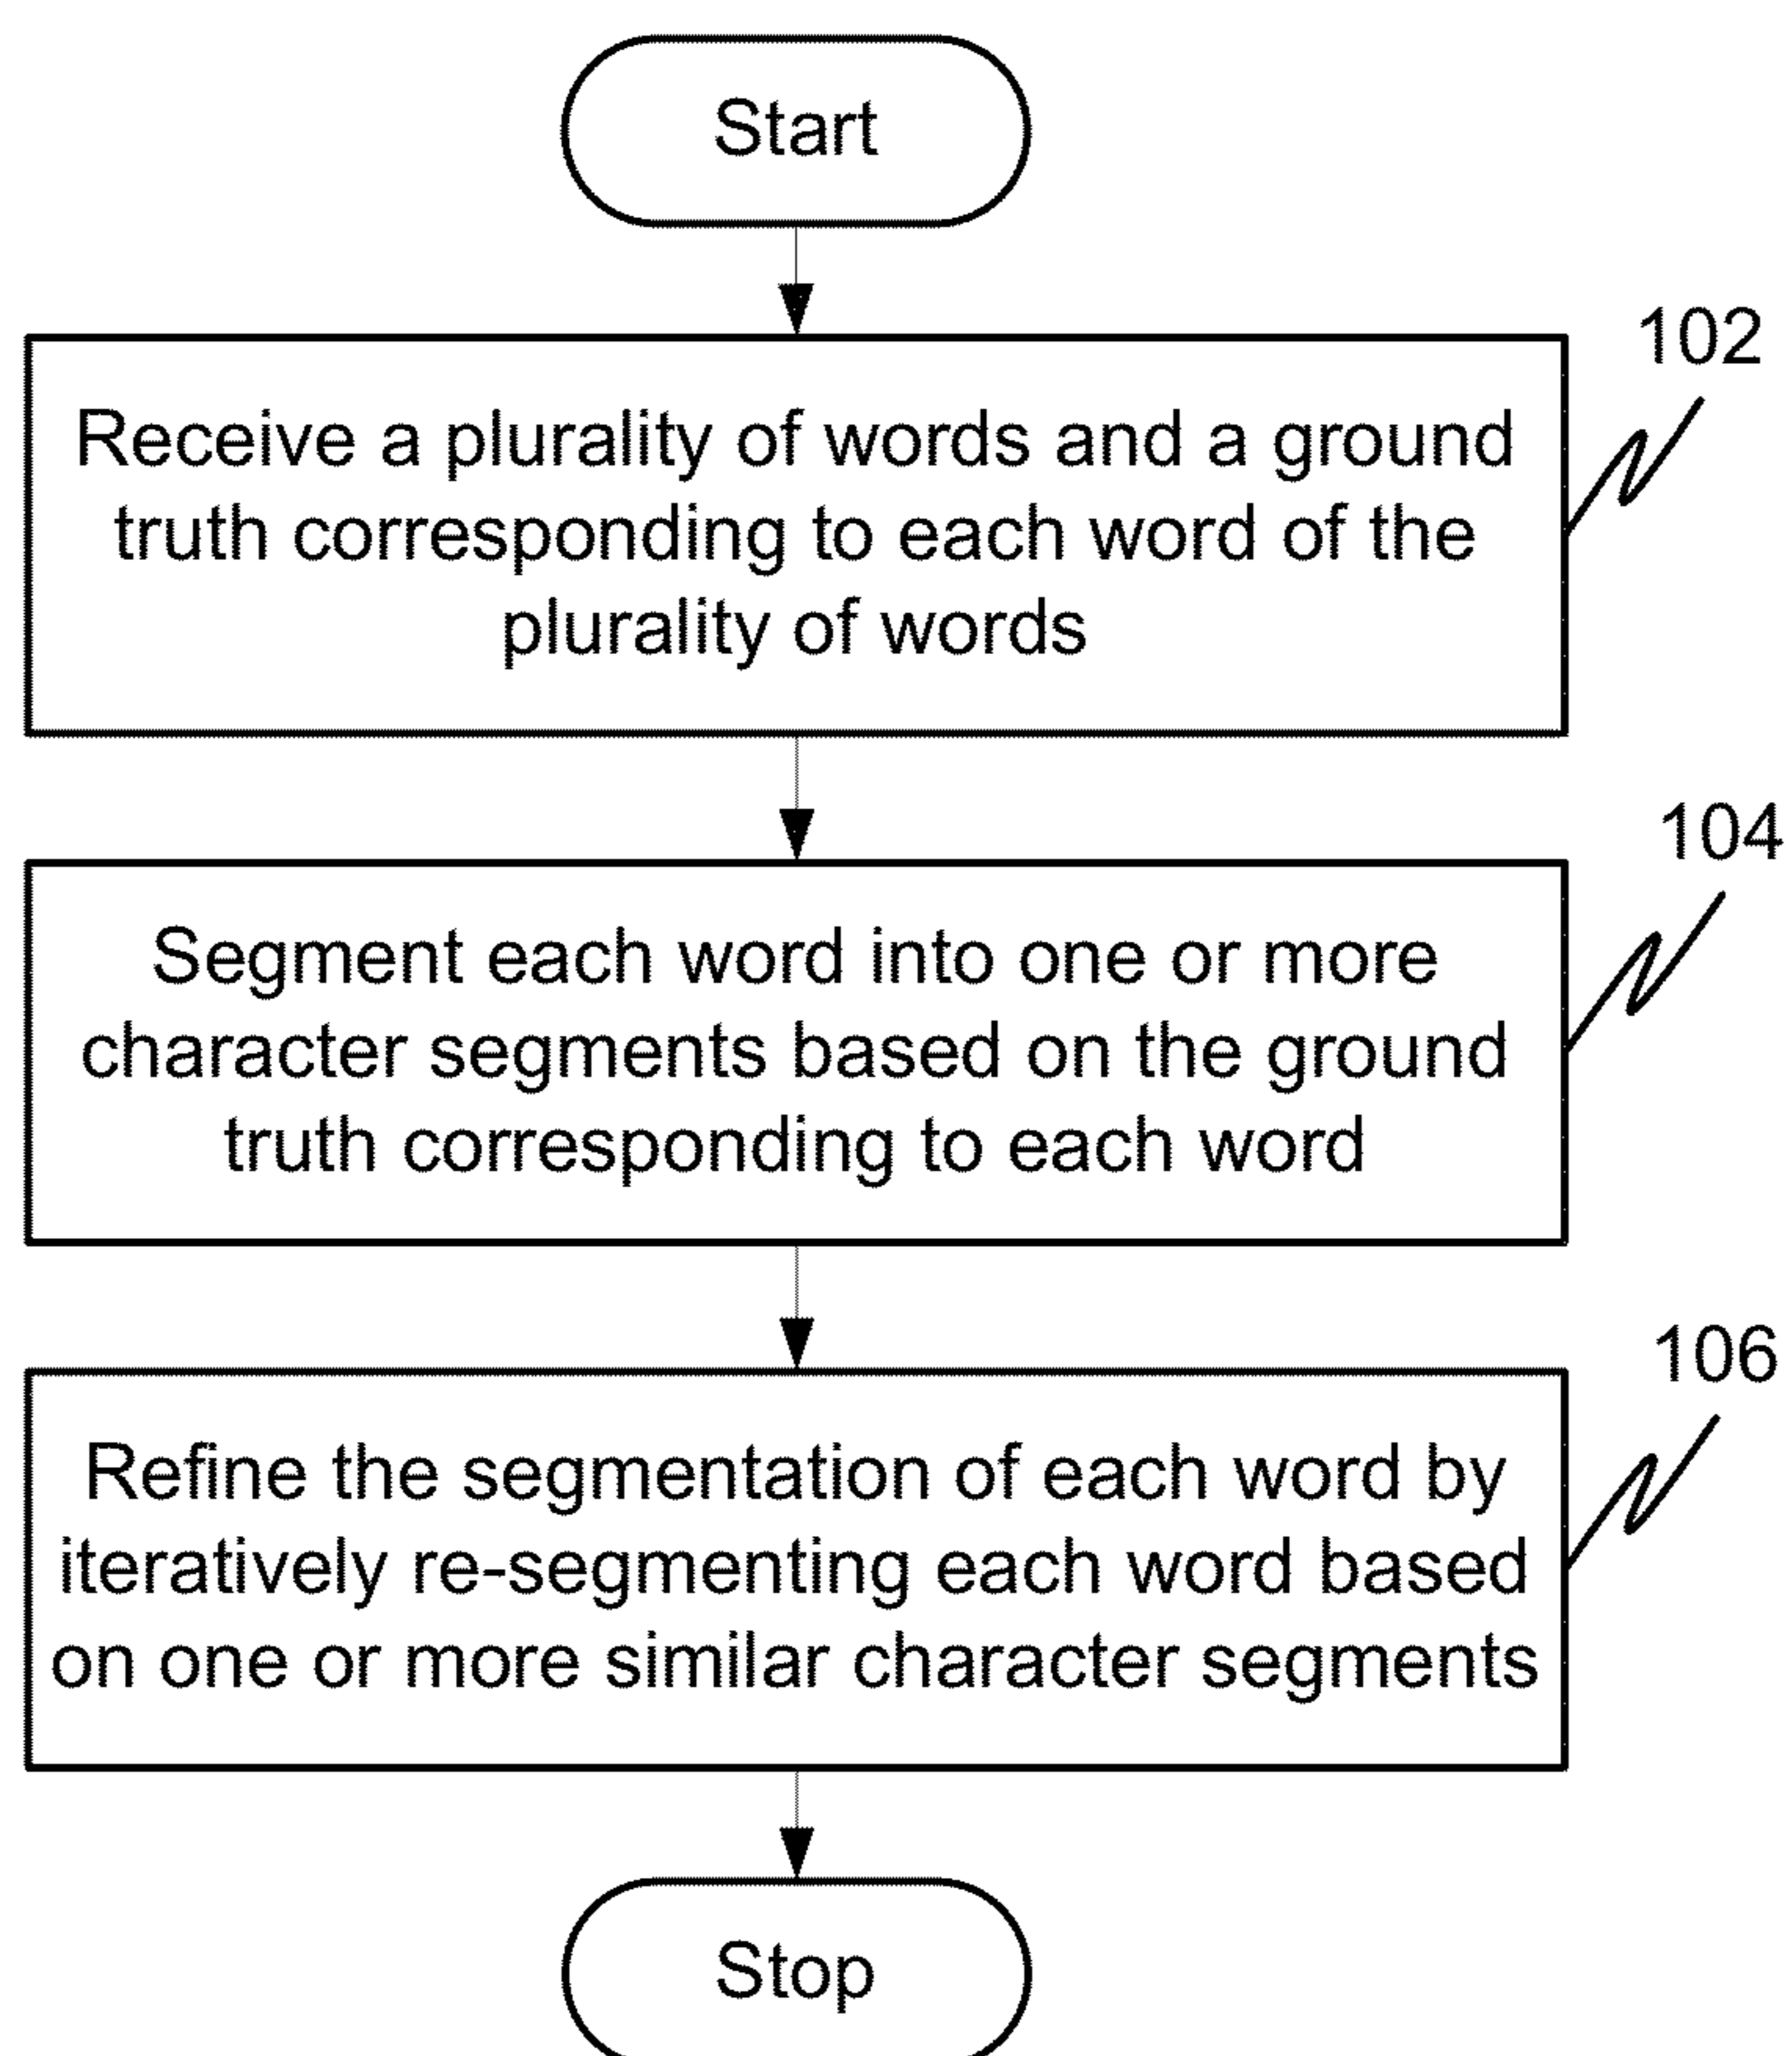 Start
102
Receive a plurality of words and a ground
truth corresponding to each word of the
plurality of words
104
Segment each word into one or more
character segments based on the ground
truth corresponding to each word
106
Refine the segmentation of each word by
iteratively re-segmenting each word based
on one or more similar character segments
Stop